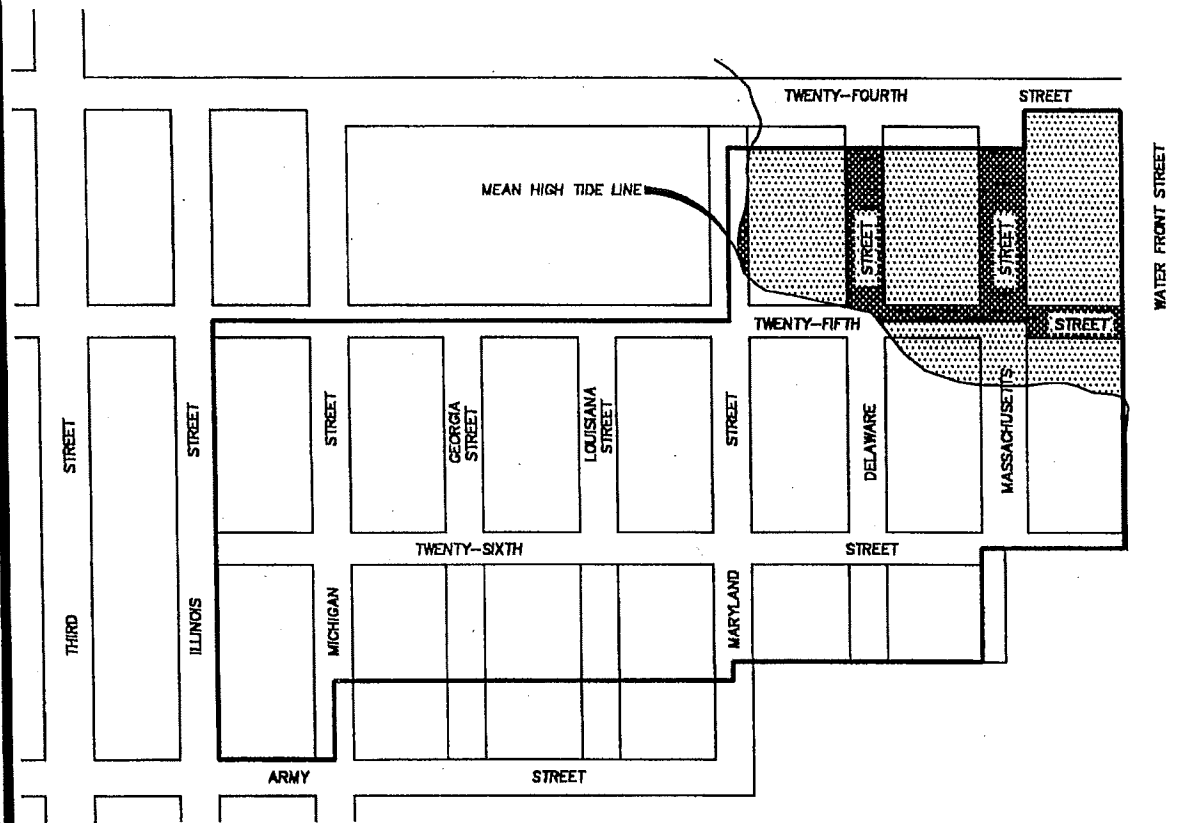 TWENTY-FOURTH STREET
WATER FRONT STREET
MEAN HIGH TIDE LINE
STREET
STREET
TWENTY-FIFTH STREET
STREET
STREET
STREET
GEORGIA
STREET
LOUISIANA
STREET
STREET
DELAWARE
MASSACHUSETTS
TWENTY-SIXTH STREET
THIRD
ILLINOIS
MICHIGAN
MARYLAND
ARMY STREET